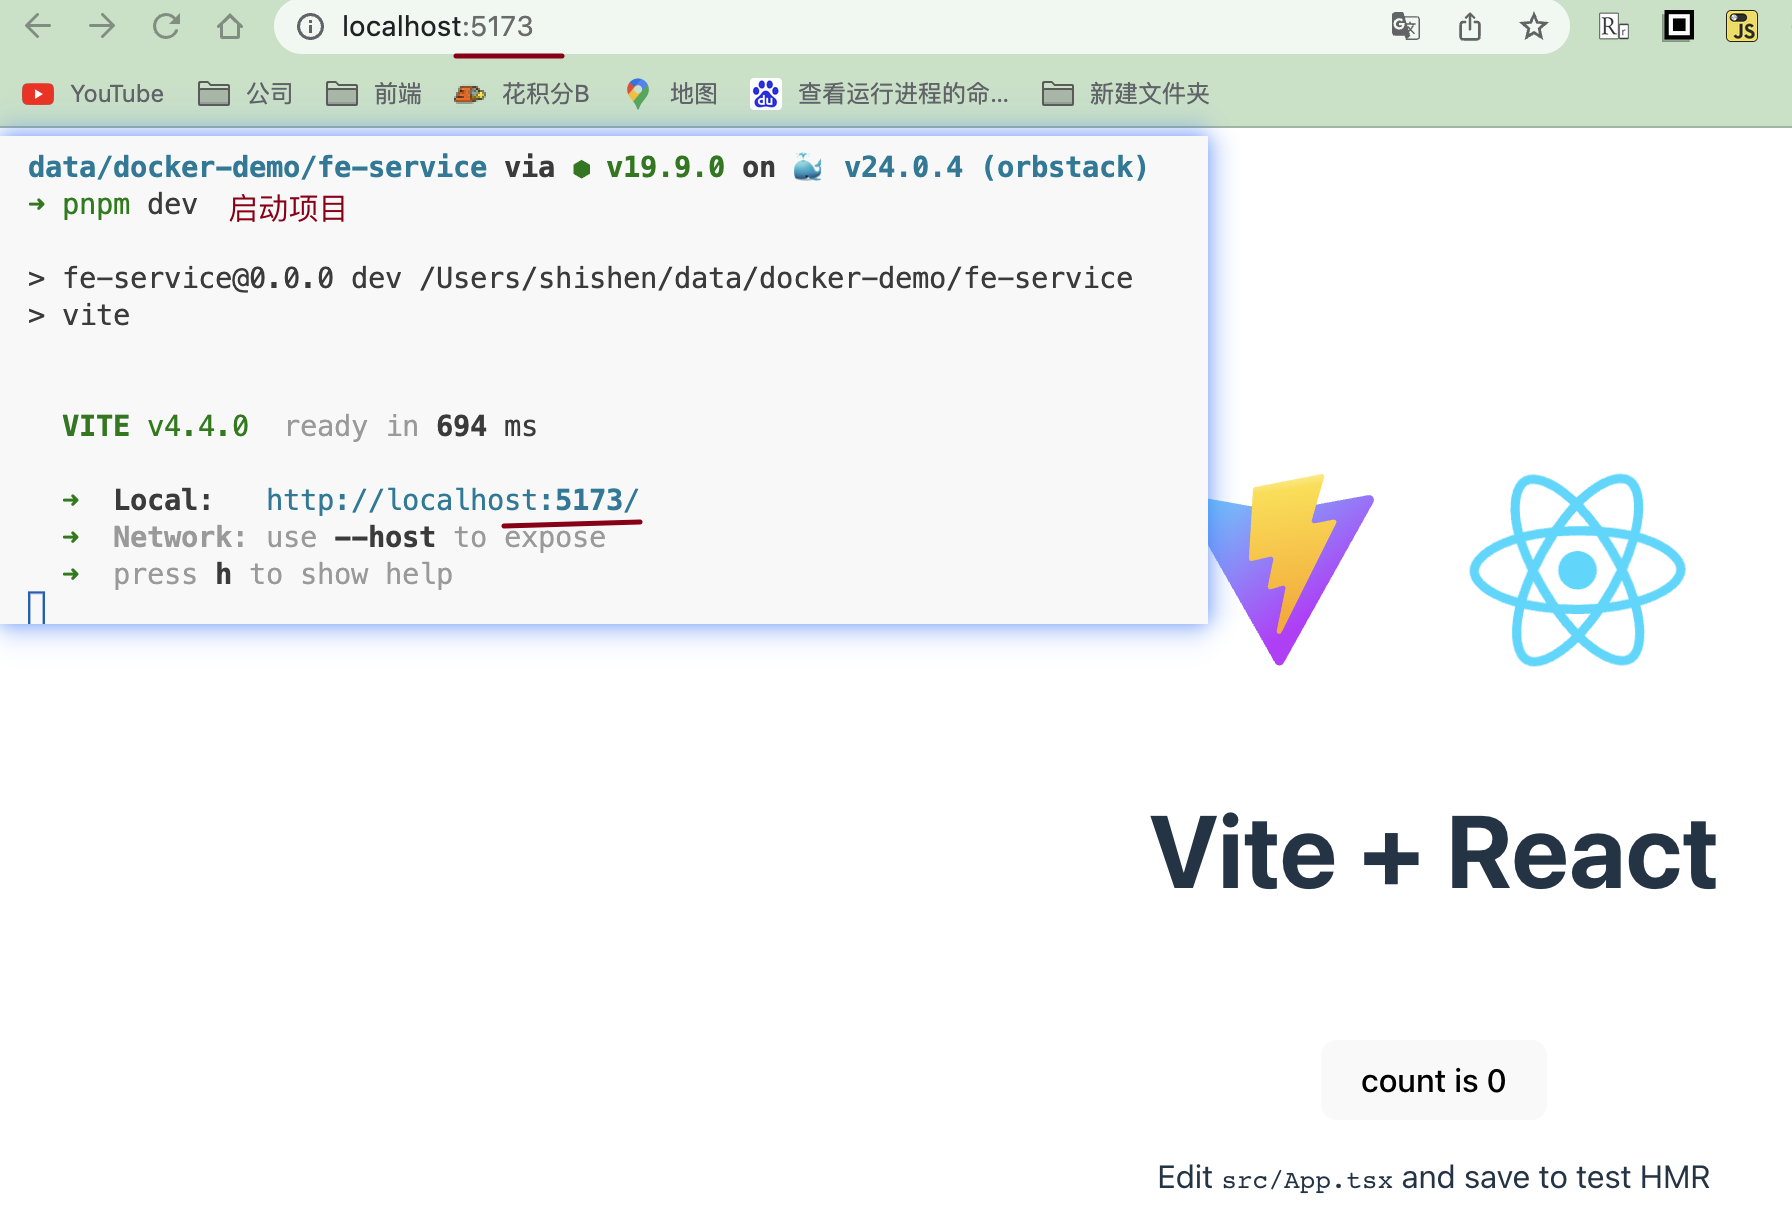 localhost:5173
YouTube 公司 前端 花积分B 地图 查看运行进程的命... 新建文件夹
data/docker-demo/fe-service via v19.9.0 on v24.0.4 (orbstack)
→ pnpm dev 启动项目
> fe-service@0.0.0 dev /Users/shishen/data/docker-demo/fe-service
> vite
VITE v4.4.0 ready in 694 ms
→ Local: http://localhost:5173/
→ Network: use --host to expose
→ press h to show help
Vite + React
count is 0
Edit src/App.tsx and save to test HMR